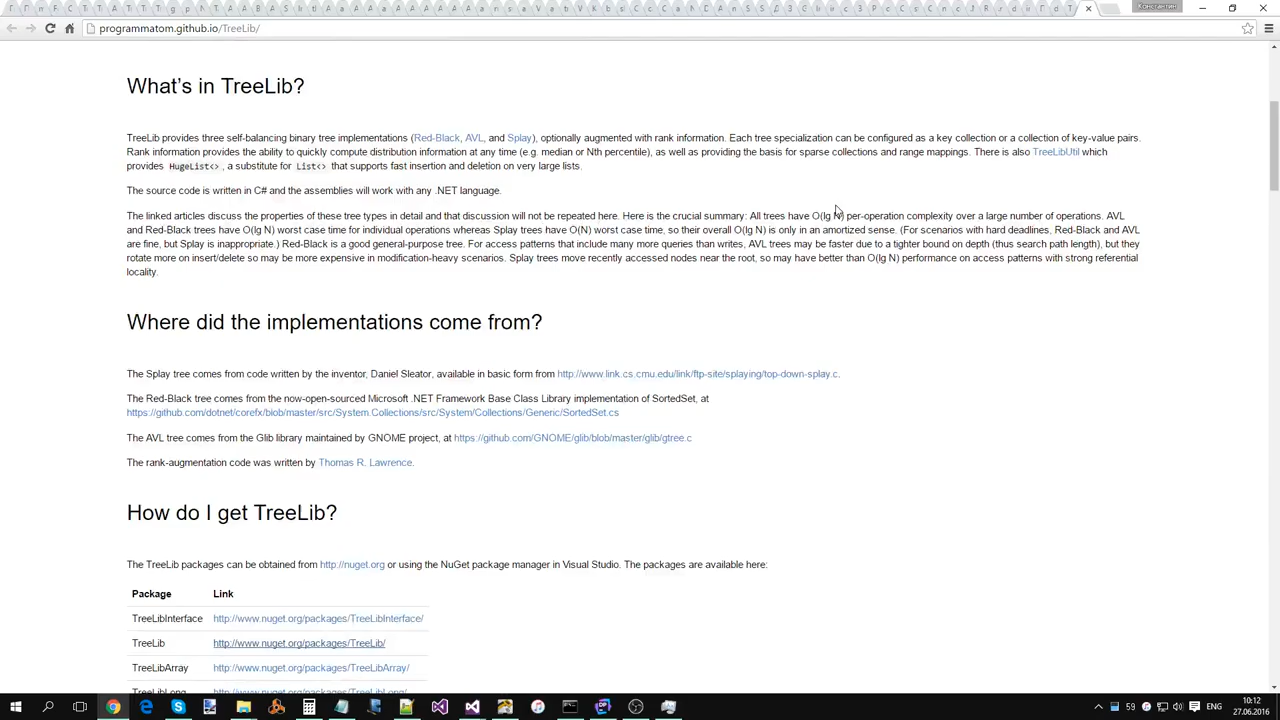 Константин
programmatom.github.io/TreeLib/
What's in TreeLib?
TreeLib provides three self-balancing binary tree implementations (Red-Black, AVL, and Splay), optionally augmented with rank information. Each tree specialization can be configured as a key collection or a collection of key-value pairs.
Rank information provides the ability to quickly compute distribution information at any time (e.g. median or Nth percentile), as well as providing the basis for sparse collections and range mappings. There is also TreeLibUtil which
provides HugeList<>, a substitute for List<> that supports fast insertion and deletion on very large lists.
The source code is written in C# and the assemblies will work with any .NET language.
The linked articles discuss the properties of these tree types in detail and that discussion will not be repeated here. Here is the crucial summary: All trees have O(lg N) per-operation complexity over a large number of operations. AVL
and Red-Black trees have O(lg N) worst case time for individual operations whereas Splay trees have O(N) worst case time, so their overall O(lg N) is only in an amortized sense. (For scenarios with hard deadlines, Red-Black and AVL
are fine, but Splay is inappropriate.) Red-Black is a good general-purpose tree. For access patterns that include many more queries than writes, AVL trees may be faster due to a tighter bound on depth (thus search path length), but they
rotate more on insert/delete so may be more expensive in modification-heavy scenarios. Splay trees move recently accessed nodes near the root, so may have better than O(lg N) performance on access patterns with strong referential
locality.
Where did the implementations come from?
The Splay tree comes from code written by the inventor, Daniel Sleator, available in basic form from http://www.link.cs.cmu.edu/link/ftp-site/splaying/top-down-splay.c.
The Red-Black tree comes from the now-open-sourced Microsoft .NET Framework Base Class Library implementation of SortedSet, at
https://github.com/dotnet/corefx/blob/master/src/System.Collections/src/System/Collections/Generic/SortedSet.cs
The AVL tree comes from the Glib library maintained by GNOME project, at https://github.com/GNOME/glib/blob/master/glib/gtree.c
The rank-augmentation code was written by Thomas R. Lawrence.
How do I get TreeLib?
The TreeLib packages can be obtained from http://nuget.org or using the NuGet package manager in Visual Studio. The packages are available here:
Package Link
TreeLibInterface http://www.nuget.org/packages/TreeLibInterface/
TreeLib http://www.nuget.org/packages/TreeLib/
TreeLibArray http://www.nuget.org/packages/TreeLibArray/
TreeLibLong http://www.nuget.org/packages/TreeLibLong/
59 ENG 10:12
27.06.2016